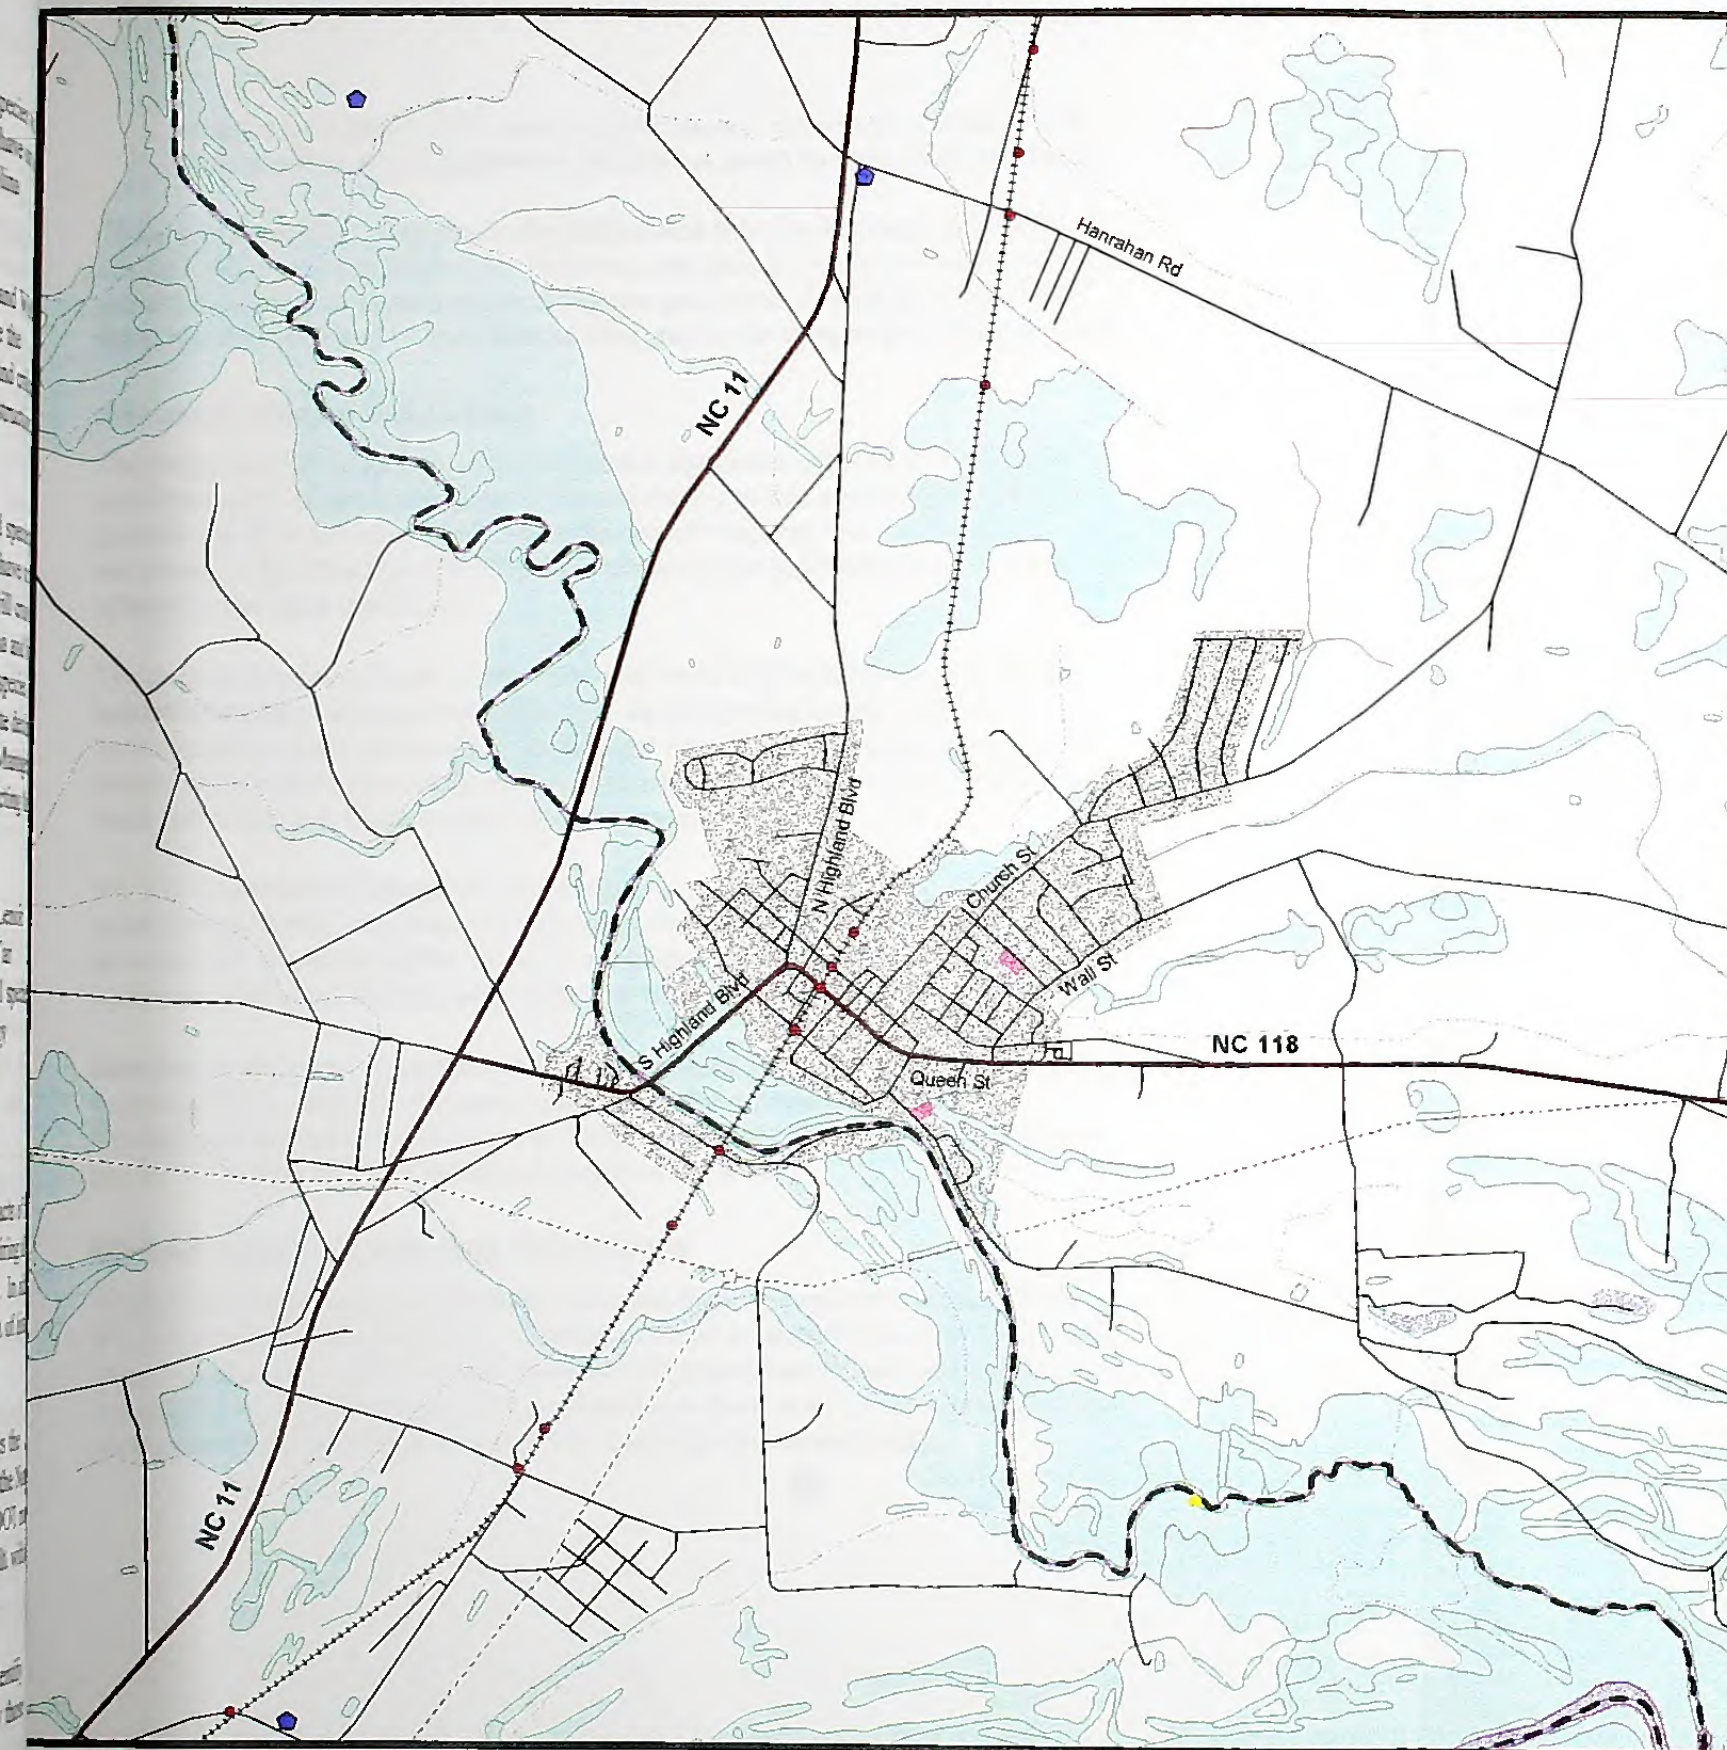 Hanrahan Rd
NC 11
N Highland Blvd
Church St
Wall St
S Highland Blvd
NC 118
Queen St
NC 11